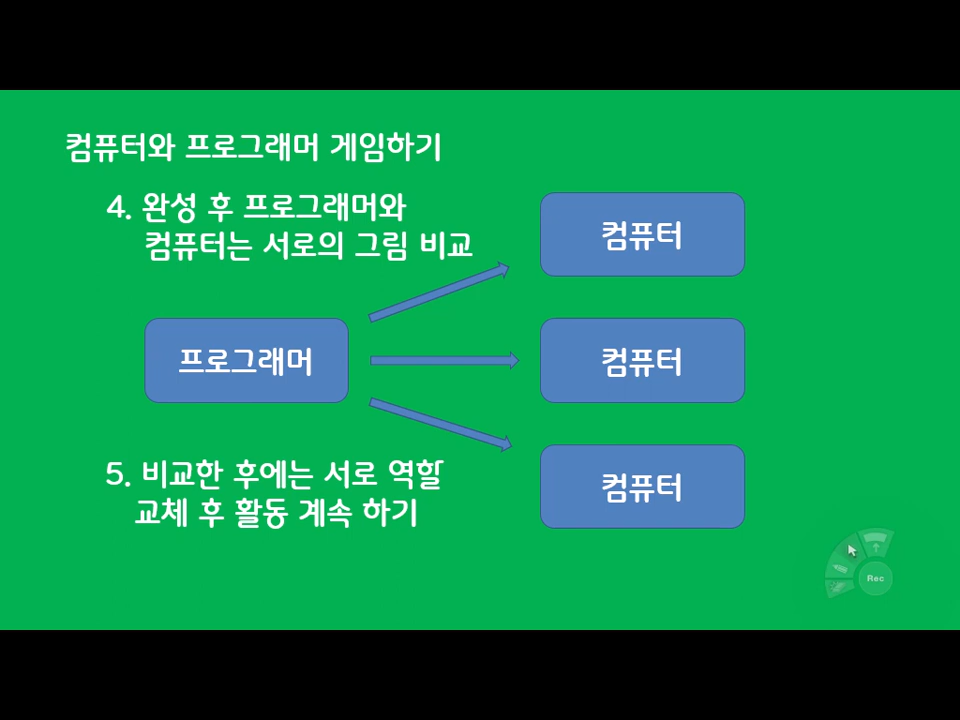 컴퓨터와 프로그래머 게임하기
4. 완성 후 프로그래머와
컴퓨터는 서로의 그림 비교
컴퓨터
프로그래머
컴퓨터
컴퓨터
5. 비교한 후에는 서로 역할
교체 후 활동 계속 하기
Rec